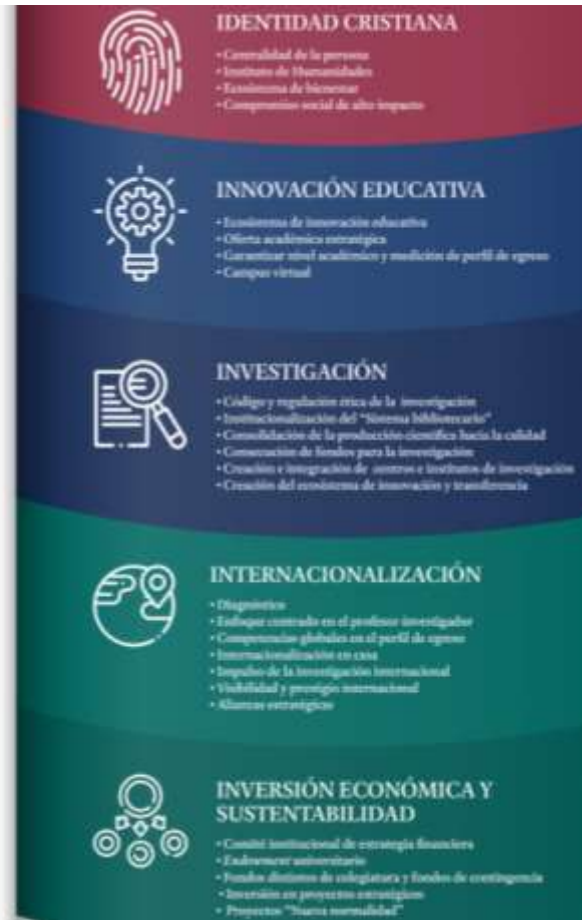 IDENTIDAD CRISTIANA
• Centralidad de la persona
• Instituto de Humanidades
• Ecosistema de bienestar
• Compromiso social de alto impacto
INNOVACIÓN EDUCATIVA
• Ecosistema de innovación educativa
• Oferta académica estratégica
• Garantizar nivel académico y medición de perfil de egreso
• Campus virtual
INVESTIGACIÓN
• Código y regulación ética de la investigación
• Institucionalización del "Sistema bibliotecario"
• Consolidación de la producción científica hacia la calidad
• Consecución de fondos para la investigación
• Creación e integración de centros e institutos de investigación
• Creación del ecosistema de innovación y transferencia
INTERNACIONALIZACIÓN
• Diagnóstico
• Enfoque centrado en el profesor investigador
• Competencias globales en el perfil de egreso
• Internacionalización en casa
• Impulso de la investigación internacional
• Visibilidad y prestigio internacional
• Alianzas estratégicas
INVERSIÓN ECONÓMICA Y
SUSTENTABILIDAD
• Comité institucional de estrategia financiera
• Endowment universitario
• Fondos distintos de colegiatura y fondos de contingencia
• Inversión en proyectos estratégicos
• Proyectos "Nueva normalidad"